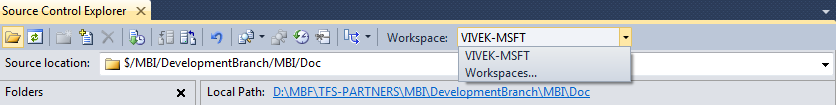 Source Control Explorer
Workspace: VIVEK-MSFT
VIVEK-MSFT
Workspaces...
Source location: $/MBI/DevelopmentBranch/MBI/Doc
Folders
Local Path: D:\MBF\TFS-PARTNERS\MBI\DevelopmentBranch\MBI\Doc